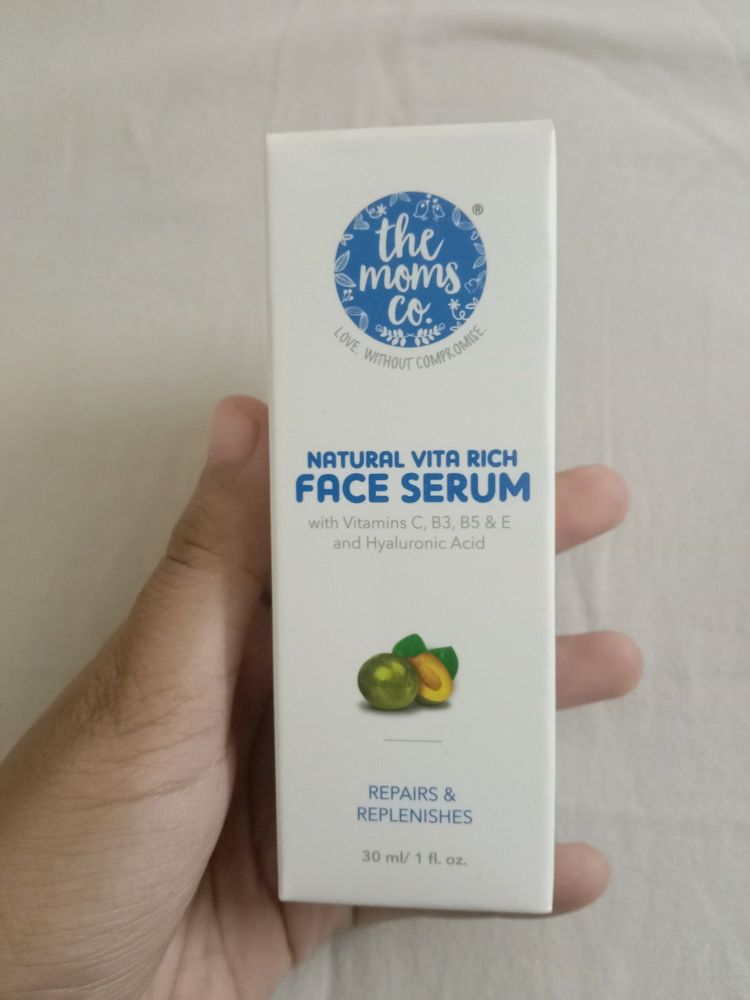 the
moms
co.
®
LOVE. WITHOUT COMPROMISE.
NATURAL VITA RICH
FACE SERUM
with Vitamins C, B3, B5 & E
and Hyaluronic Acid
REPAIRS &
REPLENISHES
30 ml/ 1 fl. oz.